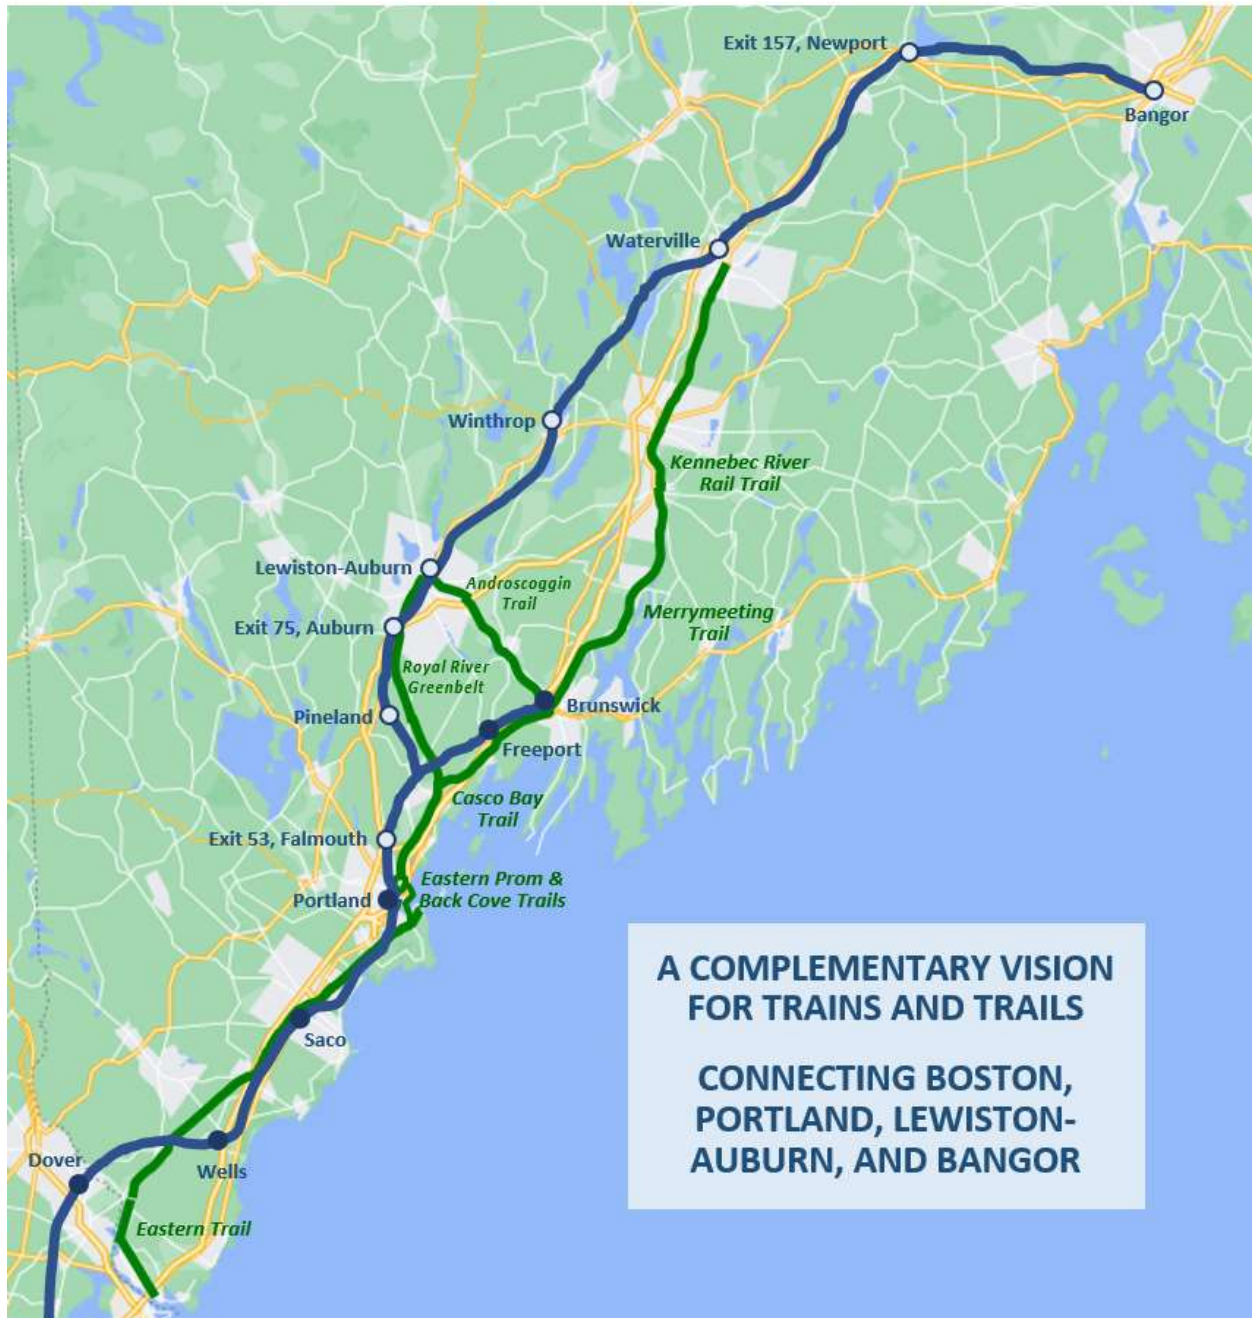 Exit 157, Newport
Bangor
Waterville
Winthrop
Kennebec River
Rail Trail
Lewiston-Auburn
Androscoggin
Trail
Exit 75, Auburn
Merrymeeting
Trail
Royal River
Greenbelt
Pineland
Brunswick
Freeport
Casco Bay
Trail
Exit 53, Falmouth
Eastern Prom &
Back Cove Trails
Portland
A COMPLEMENTARY VISION
FOR TRAINS AND TRAILS
CONNECTING BOSTON,
PORTLAND, LEWISTON-
AUBURN, AND BANGOR
Saco
Dover
Wells
Eastern Trail